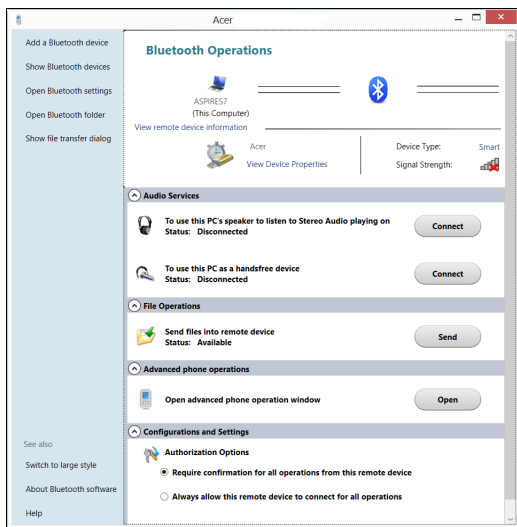 Acer
Add a Bluetooth device
Show Bluetooth devices
Open Bluetooth settings
Open Bluetooth folder
Show file transfer dialog
Bluetooth Operations
ASPIRES7
(This Computer)
View remote device information
Acer
View Device Properties
Device Type: Smart
Signal Strength:
Audio Services
To use this PC's speaker to listen to Stereo Audio playing on
Status: Disconnected
Connect
To use this PC as a handsfree device
Status: Disconnected
Connect
File Operations
Send files into remote device
Status: Available
Send
Advanced phone operations
Open advanced phone operation window
Open
Configurations and Settings
Authorization Options
Require confirmation for all operations from this remote device
Always allow this remote device to connect for all operations
See also
Switch to large style
About Bluetooth software
Help